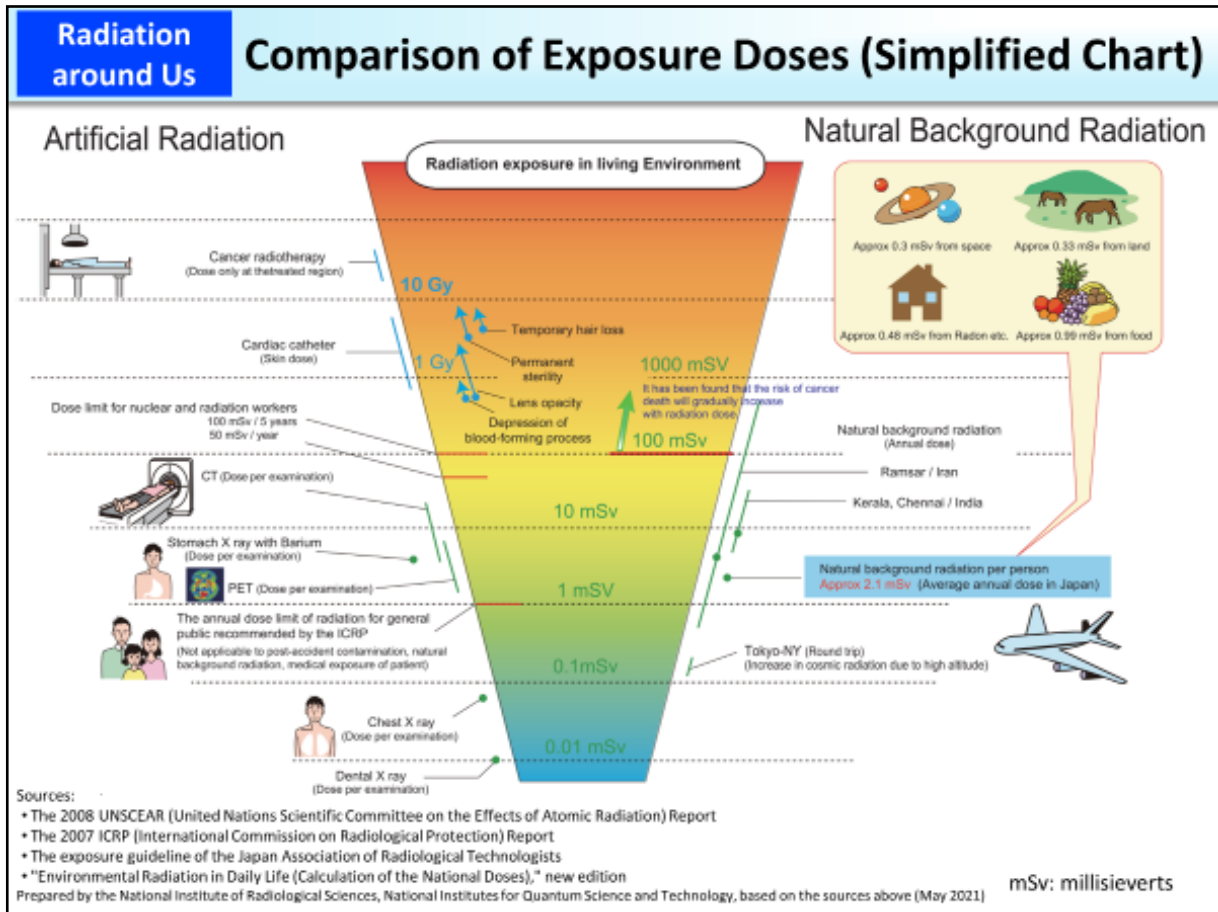 Radiation
around Us
Comparison of Exposure Doses (Simplified Chart)
Artificial Radiation
Natural Background Radiation
Radiation exposure in living Environment
Approx 0.3 mSv from space
Approx 0.33 mSv from land
Approx 0.48 mSv from Radon etc.
Approx 0.99 mSv from food
Cancer radiotherapy
(Dose only at thetreated region)
10 Gy
Temporary hair loss
Cardiac catheter
(Skin dose)
1 Gy
Permanent
sterility
1000 mSV
It has been found that the risk of cancer
death will gradually increase
with radiation dose.
Lens opacity
Depression of
blood-forming process
Dose limit for nuclear and radiation workers
100 mSv / 5 years
50 mSv / year
100 mSv
Natural background radiation
(Annual dose)
Ramsar / Iran
CT (Dose per examination)
Kerala, Chennai / India
10 mSv
Stomach X ray with Barium
(Dose per examination)
PET (Dose per examination)
1 mSV
Natural background radiation per person
Approx 2.1 mSv (Average annual dose in Japan)
The annual dose limit of radiation for general
public recommended by the ICRP
(Not applicable to post-accident contamination, natural
background radiation, medical exposure of patient)
0.1mSv
Tokyo-NY (Round trip)
(Increase in cosmic radiation due to high altitude)
Chest X ray
(Dose per examination)
0.01 mSv
Dental X ray
(Dose per examination)
Sources:
• The 2008 UNSCEAR (United Nations Scientific Committee on the Effects of Atomic Radiation) Report
• The 2007 ICRP (International Commission on Radiological Protection) Report
• The exposure guideline of the Japan Association of Radiological Technologists
• "Environmental Radiation in Daily Life (Calculation of the National Doses)," new edition
Prepared by the National Institute of Radiological Sciences, National Institutes for Quantum Science and Technology, based on the sources above (May 2021)
mSv: millisieverts